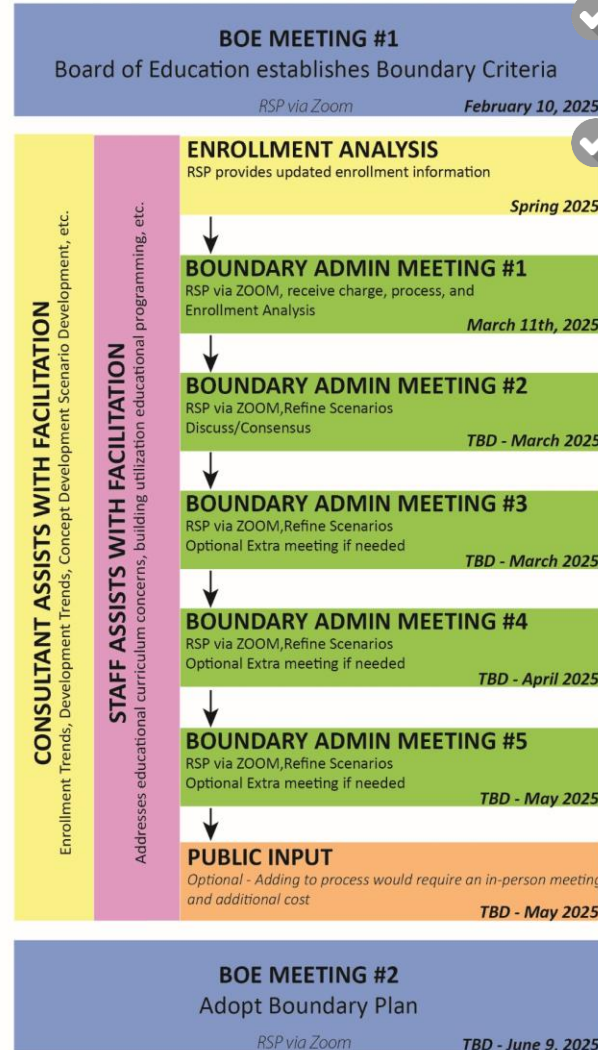 BOE MEETING #1
Board of Education establishes Boundary Criteria
RSP via Zoom
February 10, 2025
CONSULTANT ASSISTS WITH FACILITATION
Enrollment Trends, Development Trends, Concept Development Scenario Development, etc.
STAFF ASSISTS WITH FACILITATION
Addresses educational curriculum concerns, building utilization educational programming, etc.
ENROLLMENT ANALYSIS
RSP provides updated enrollment information
Spring 2025
BOUNDARY ADMIN MEETING #1
RSP via ZOOM, receive charge, process, and
Enrollment Analysis
March 11th, 2025
BOUNDARY ADMIN MEETING #2
RSP via ZOOM,Refine Scenarios
Discuss/Consensus
TBD - March 2025
BOUNDARY ADMIN MEETING #3
RSP via ZOOM,Refine Scenarios
Optional Extra meeting if needed
TBD - March 2025
BOUNDARY ADMIN MEETING #4
RSP via ZOOM,Refine Scenarios
Optional Extra meeting if needed
TBD - April 2025
BOUNDARY ADMIN MEETING #5
RSP via ZOOM,Refine Scenarios
Optional Extra meeting if needed
TBD - May 2025
PUBLIC INPUT
Optional - Adding to process would require an in-person meeting
and additional cost
TBD - May 2025
BOE MEETING #2
Adopt Boundary Plan
RSP via Zoom
TBD - June 9, 2025